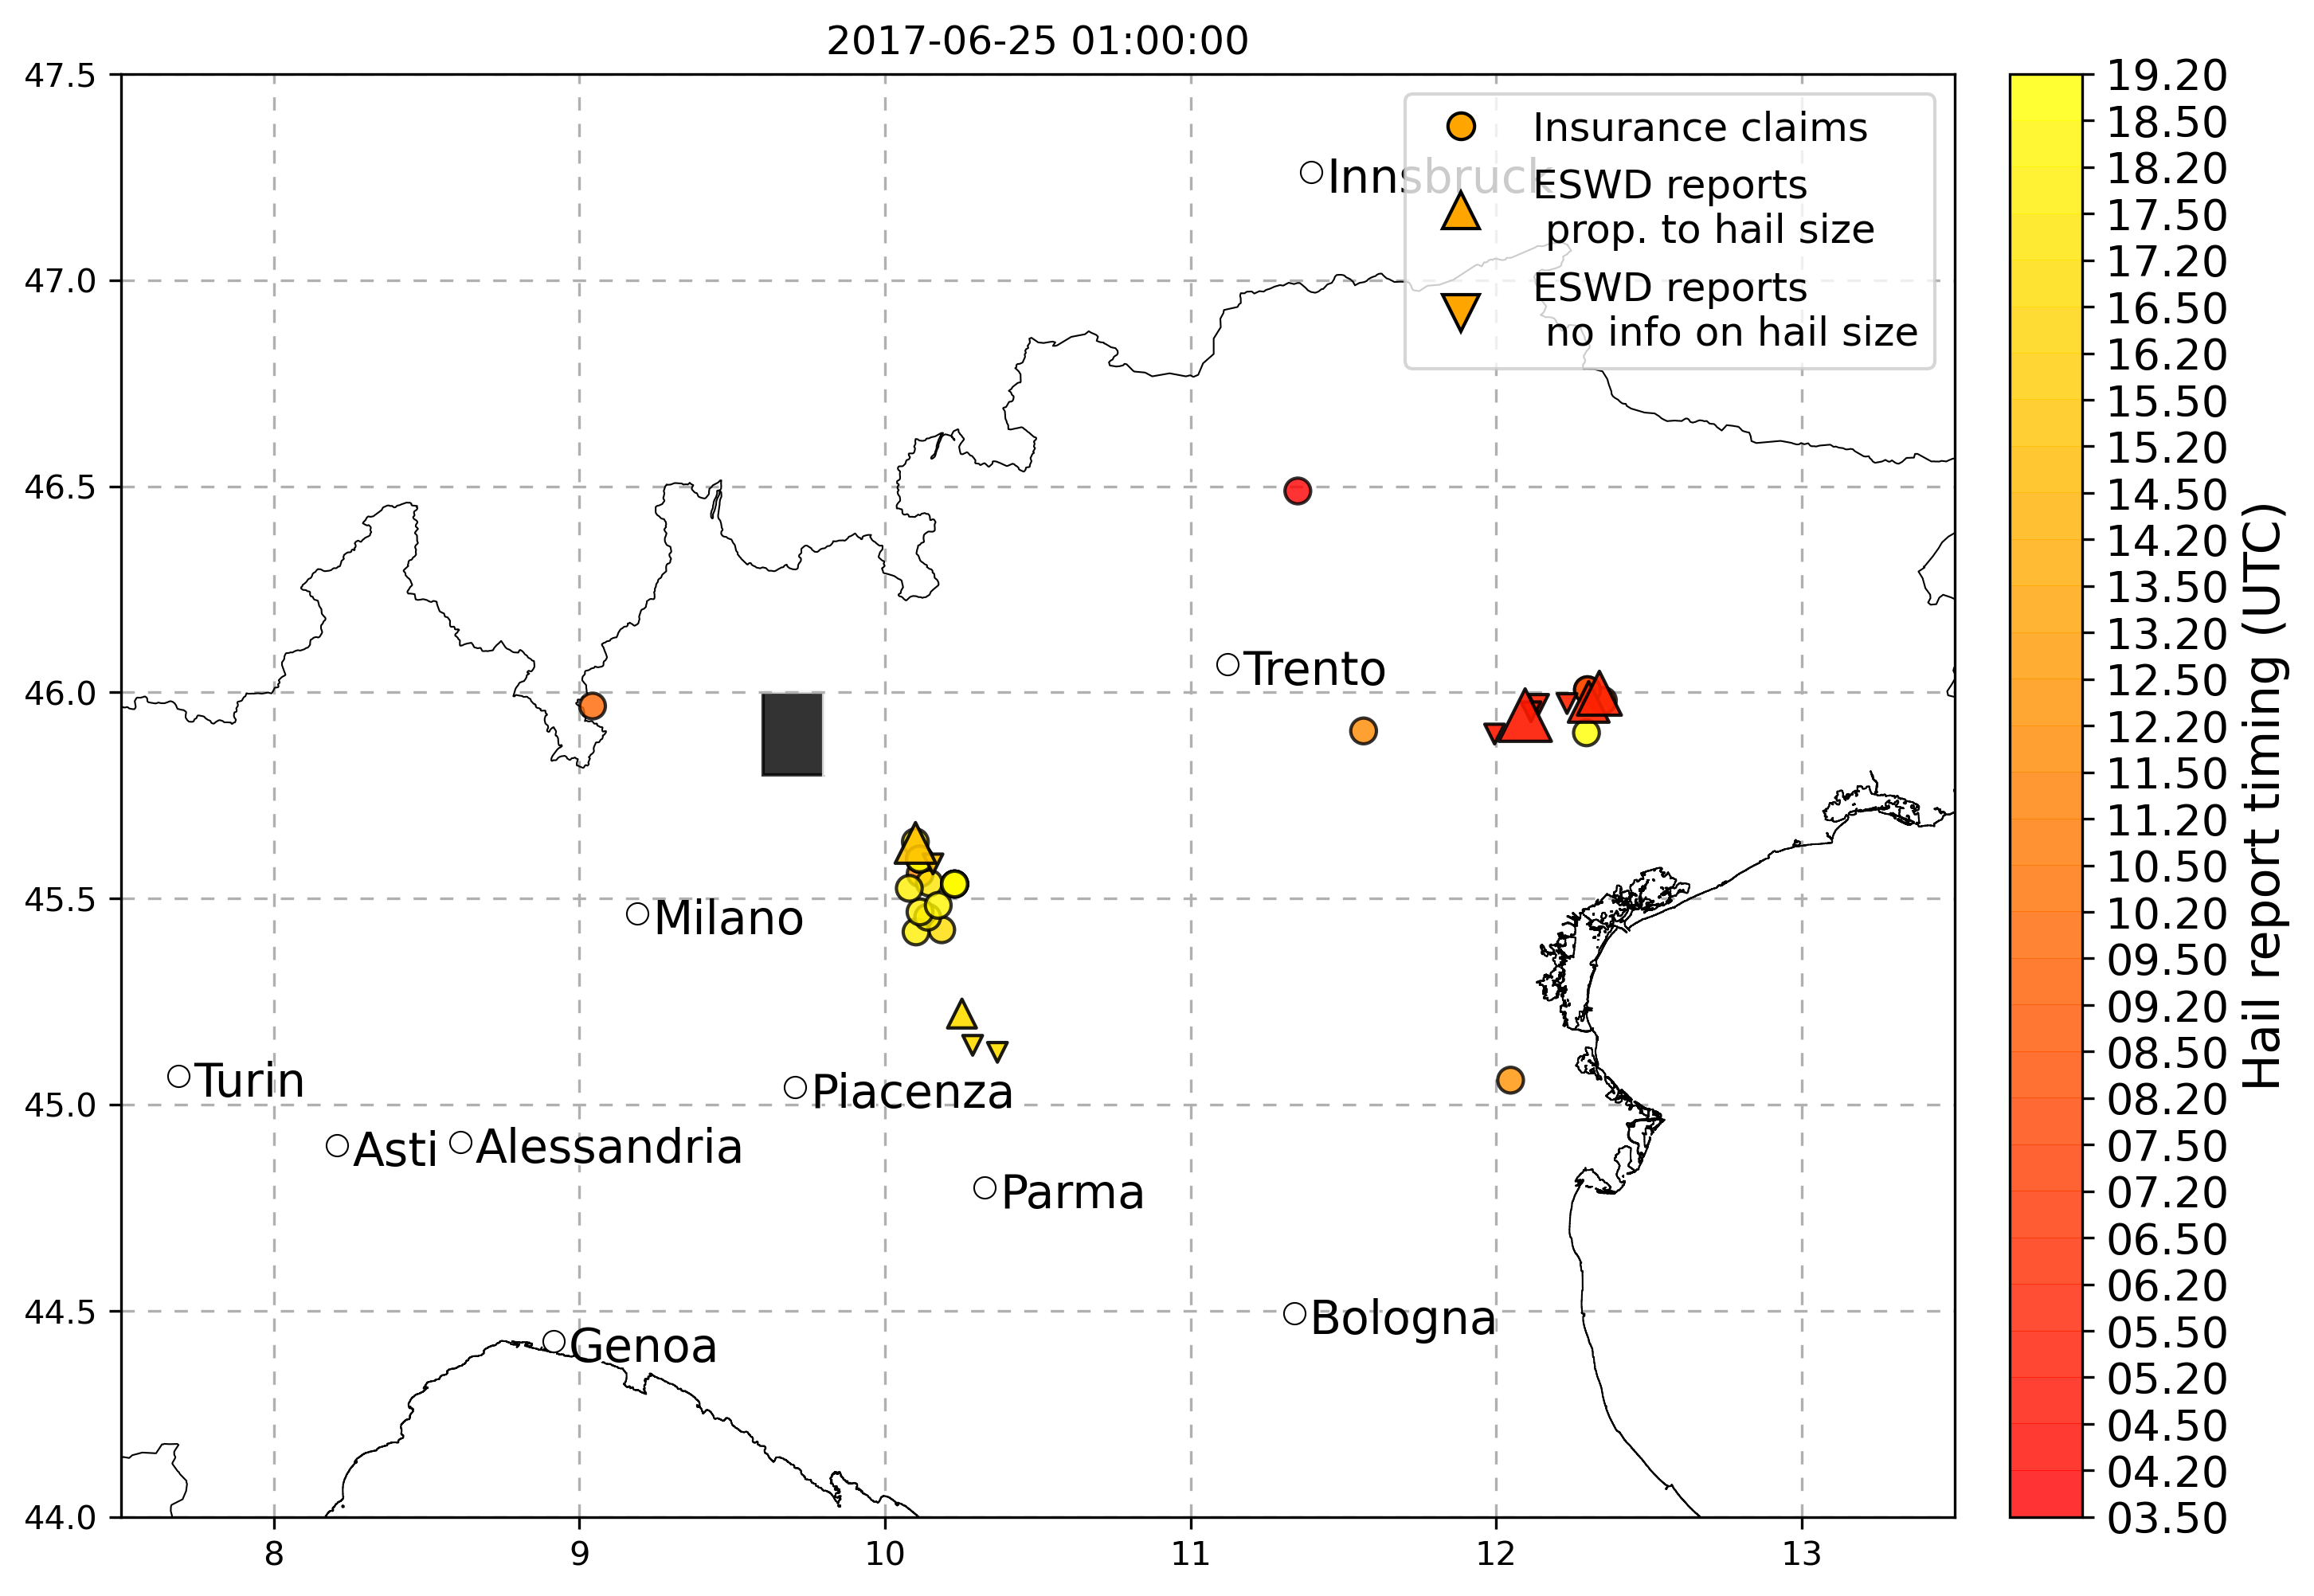 2017-06-25 01:00:00
47.5
47.0
46.5
46.0
45.5
45.0
44.5
44.0
8
9
10
11
12
13
Insurance claims
ESWD reports
prop. to hail size
ESWD reports
no info on hail size
Innsbruck
Trento
Milano
Turin
Piacenza
Asti
Alessandria
Parma
Bologna
Genoa
19.20
18.50
18.20
17.50
17.20
16.50
16.20
15.50
15.20
14.50
14.20
13.50
13.20
12.50
12.20
11.50
11.20
10.50
10.20
09.50
09.20
08.50
08.20
07.50
07.20
06.50
06.20
05.50
05.20
04.50
04.20
03.50
Hail report timing (UTC)